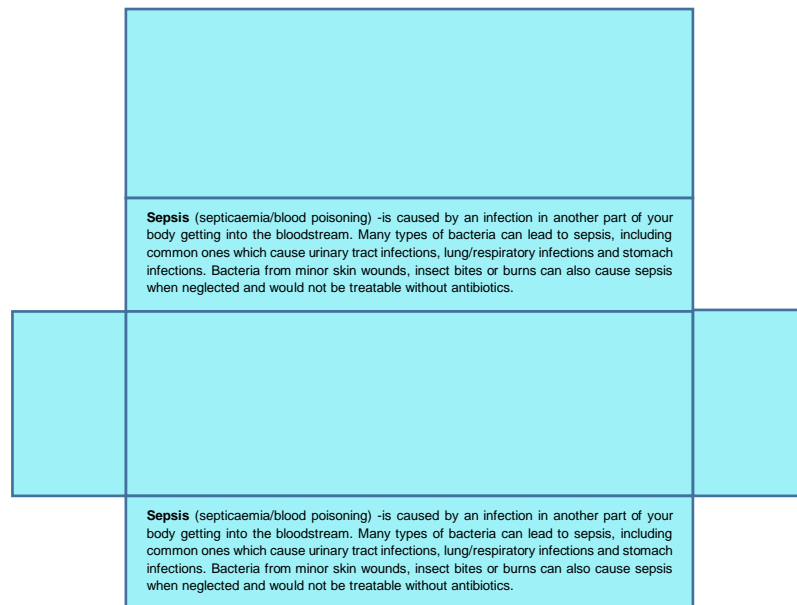 Sepsis (septicaemia/blood poisoning) -is caused by an infection in another part of your
body getting into the bloodstream. Many types of bacteria can lead to sepsis, including
common ones which cause urinary tract infections, lung/respiratory infections and stomach
infections. Bacteria from minor skin wounds, insect bites or burns can also cause sepsis
when neglected and would not be treatable without antibiotics.
Sepsis (septicaemia/blood poisoning) -is caused by an infection in another part of your
body getting into the bloodstream. Many types of bacteria can lead to sepsis, including
common ones which cause urinary tract infections, lung/respiratory infections and stomach
infections. Bacteria from minor skin wounds, insect bites or burns can also cause sepsis
when neglected and would not be treatable without antibiotics.